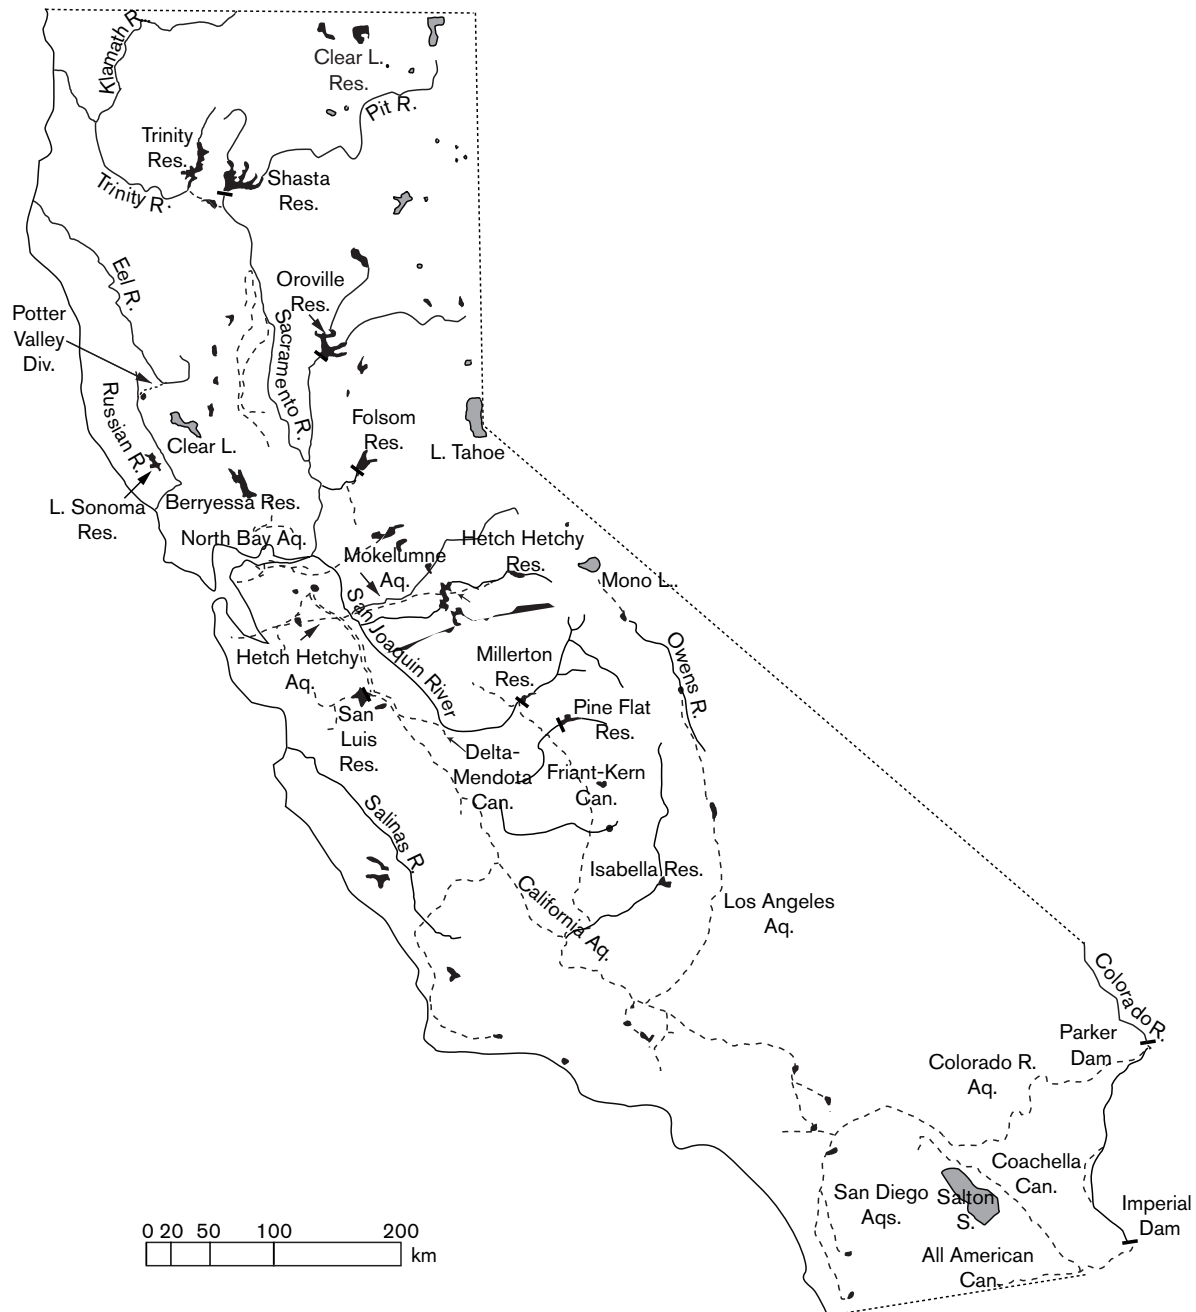 Klamath R.
Clear L.
Res.
Pit R.
Trinity
Res.
Shasta
Res.
Trinity R.
Eel R.
Oroville
Res.
Potter
Valley
Div.
Sacramento R.
Russian R.
Folsom
Res.
Clear L.
L. Tahoe
L. Sonoma
Res.
Berryessa Res.
North Bay Aq.
Mokelumne
Aq.
Hetch Hetchy
Res.
Mono L.
San Joaquin River
Hetch Hetchy
Aq.
Millerton
Res.
Owens R.
San
Luis
Res.
Pine Flat
Res.
Delta-
Mendota
Can.
Friant-Kern
Can.
Salinas R.
Isabella Res.
California Aq.
Los Angeles
Aq.
Colorado R.
Parker
Dam
Colorado R.
Aq.
Coachella
Can.
San Diego
Aqs.
Salton
S.
Imperial
Dam
All American
Can.
0 20 50 100 200
km